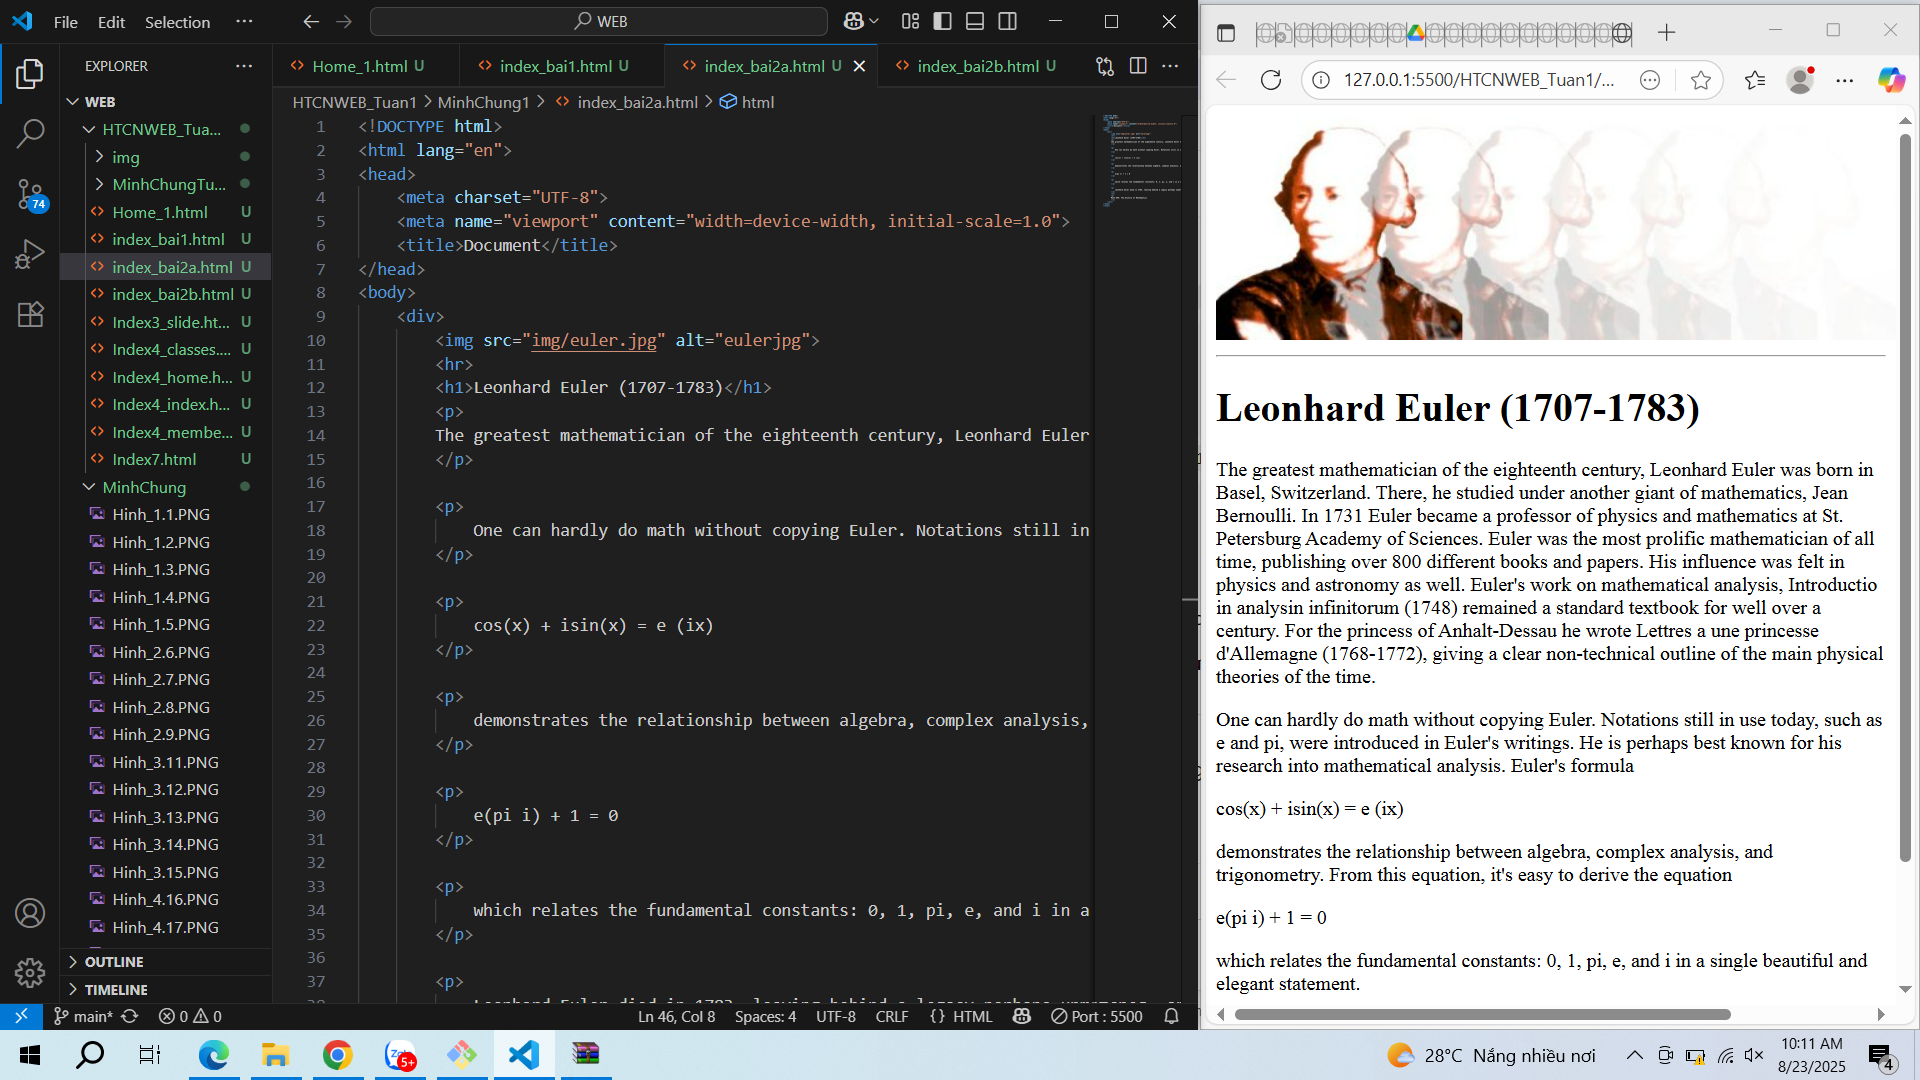 File Edit Selection ···
WEB
EXPLORER ···
WEB
HTCNWEB_Tua...
img
MinhChungTu...
Home_1.html U
index_bai1.html U
index_bai2a.html U
index_bai2b.html U
Index3_slide.ht... U
Index4_classes.... U
Index4_home.h... U
Index4_index.h... U
Index4_membe... U
Index7.html U
MinhChung
Hinh_1.1.PNG
Hinh_1.2.PNG
Hinh_1.3.PNG
Hinh_1.4.PNG
Hinh_1.5.PNG
Hinh_2.6.PNG
Hinh_2.7.PNG
Hinh_2.8.PNG
Hinh_2.9.PNG
Hinh_3.11.PNG
Hinh_3.12.PNG
Hinh_3.13.PNG
Hinh_3.14.PNG
Hinh_3.15.PNG
Hinh_4.16.PNG
Hinh_4.17.PNG
OUTLINE
TIMELINE
74
Home_1.html U index_bai1.html U index_bai2a.html U index_bai2b.html U
HTCNWEB_Tuan1 > MinhChung1 > index_bai2a.html > html
1 <!DOCTYPE html>
2 <html lang="en">
3 <head>
4 <meta charset="UTF-8">
5 <meta name="viewport" content="width=device-width, initial-scale=1.0">
6 <title>Document</title>
7 </head>
8 <body>
9 <div>
10 <img src="img/euler.jpg" alt="eulerjpg">
11 <hr>
12 <h1>Leonhard Euler (1707-1783)</h1>
13 <p>
14 The greatest mathematician of the eighteenth century, Leonhard Euler
15 </p>
16
17 <p>
18 One can hardly do math without copying Euler. Notations still in
19 </p>
20
21 <p>
22 cos(x) + isin(x) = e (ix)
23 </p>
24
25 <p>
26 demonstrates the relationship between algebra, complex analysis,
27 </p>
28
29 <p>
30 e(pi i) + 1 = 0
31 </p>
32
33 <p>
34 which relates the fundamental constants: 0, 1, pi, e, and i in a
35 </p>
36
37 <p>
main* 0 0 Ln 46, Col 8 Spaces: 4 UTF-8 CRLF {} HTML Port : 5500
127.0.0.1:5500/HTCNWEB_Tuan1/...
Leonhard Euler (1707-1783)
The greatest mathematician of the eighteenth century, Leonhard Euler was born in
Basel, Switzerland. There, he studied under another giant of mathematics, Jean
Bernoulli. In 1731 Euler became a professor of physics and mathematics at St.
Petersburg Academy of Sciences. Euler was the most prolific mathematician of all
time, publishing over 800 different books and papers. His influence was felt in
physics and astronomy as well. Euler's work on mathematical analysis, Introductio
in analysin infinitorum (1748) remained a standard textbook for well over a
century. For the princess of Anhalt-Dessau he wrote Lettres a une princesse
d'Allemagne (1768-1772), giving a clear non-technical outline of the main physical
theories of the time.
One can hardly do math without copying Euler. Notations still in use today, such as
e and pi, were introduced in Euler's writings. He is perhaps best known for his
research into mathematical analysis. Euler's formula
cos(x) + isin(x) = e (ix)
demonstrates the relationship between algebra, complex analysis, and
trigonometry. From this equation, it's easy to derive the equation
e(pi i) + 1 = 0
which relates the fundamental constants: 0, 1, pi, e, and i in a single beautiful and
elegant statement.
5+
28°C Nắng nhiều nơi
10:11 AM
8/23/2025
4